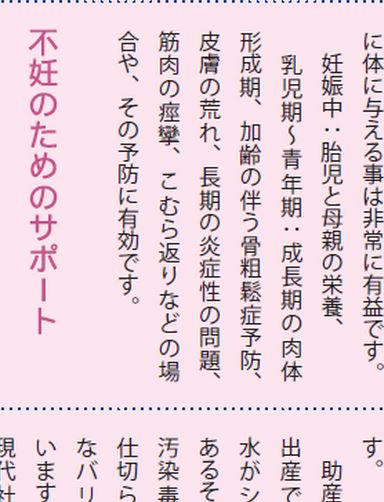 に体に与える事は非常に有益です。
妊娠中：胎児と母親の栄養、
乳児期～青年期：成長期の肉体
形成期、加齢の伴う骨粗鬆症予防、
皮膚の荒れ、長期の炎症性の問題、
筋肉の痙攣、こむら返りなどの場
合や、その予防に有効です。
不妊のためのサポート
す。
助産
出産で
水がシ
あるそ
汚染毒
仕切ら
なバリ
います
現代社